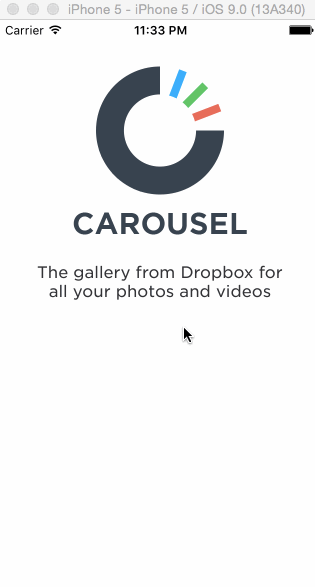 iPhone 5 - iPhone 5 / iOS 9.0 (13A340)
Carrier 11:33 PM
CAROUSEL
The gallery from Dropbox for
all your photos and videos